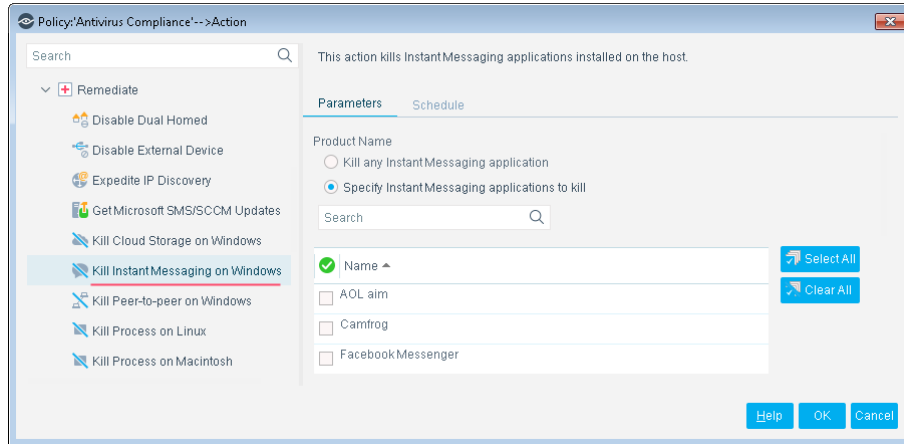 Policy:'Antivirus Compliance'-->Action
Search
Remediate
Disable Dual Homed
Disable External Device
Expedite IP Discovery
Get Microsoft SMS/SCCM Updates
Kill Cloud Storage on Windows
Kill Instant Messaging on Windows
Kill Peer-to-peer on Windows
Kill Process on Linux
Kill Process on Macintosh
This action kills Instant Messaging applications installed on the host.
Parameters Schedule
Product Name
Kill any Instant Messaging application
Specify Instant Messaging applications to kill
Search
Name
AOL aim
Camfrog
Facebook Messenger
Select All
Clear All
Help OK Cancel